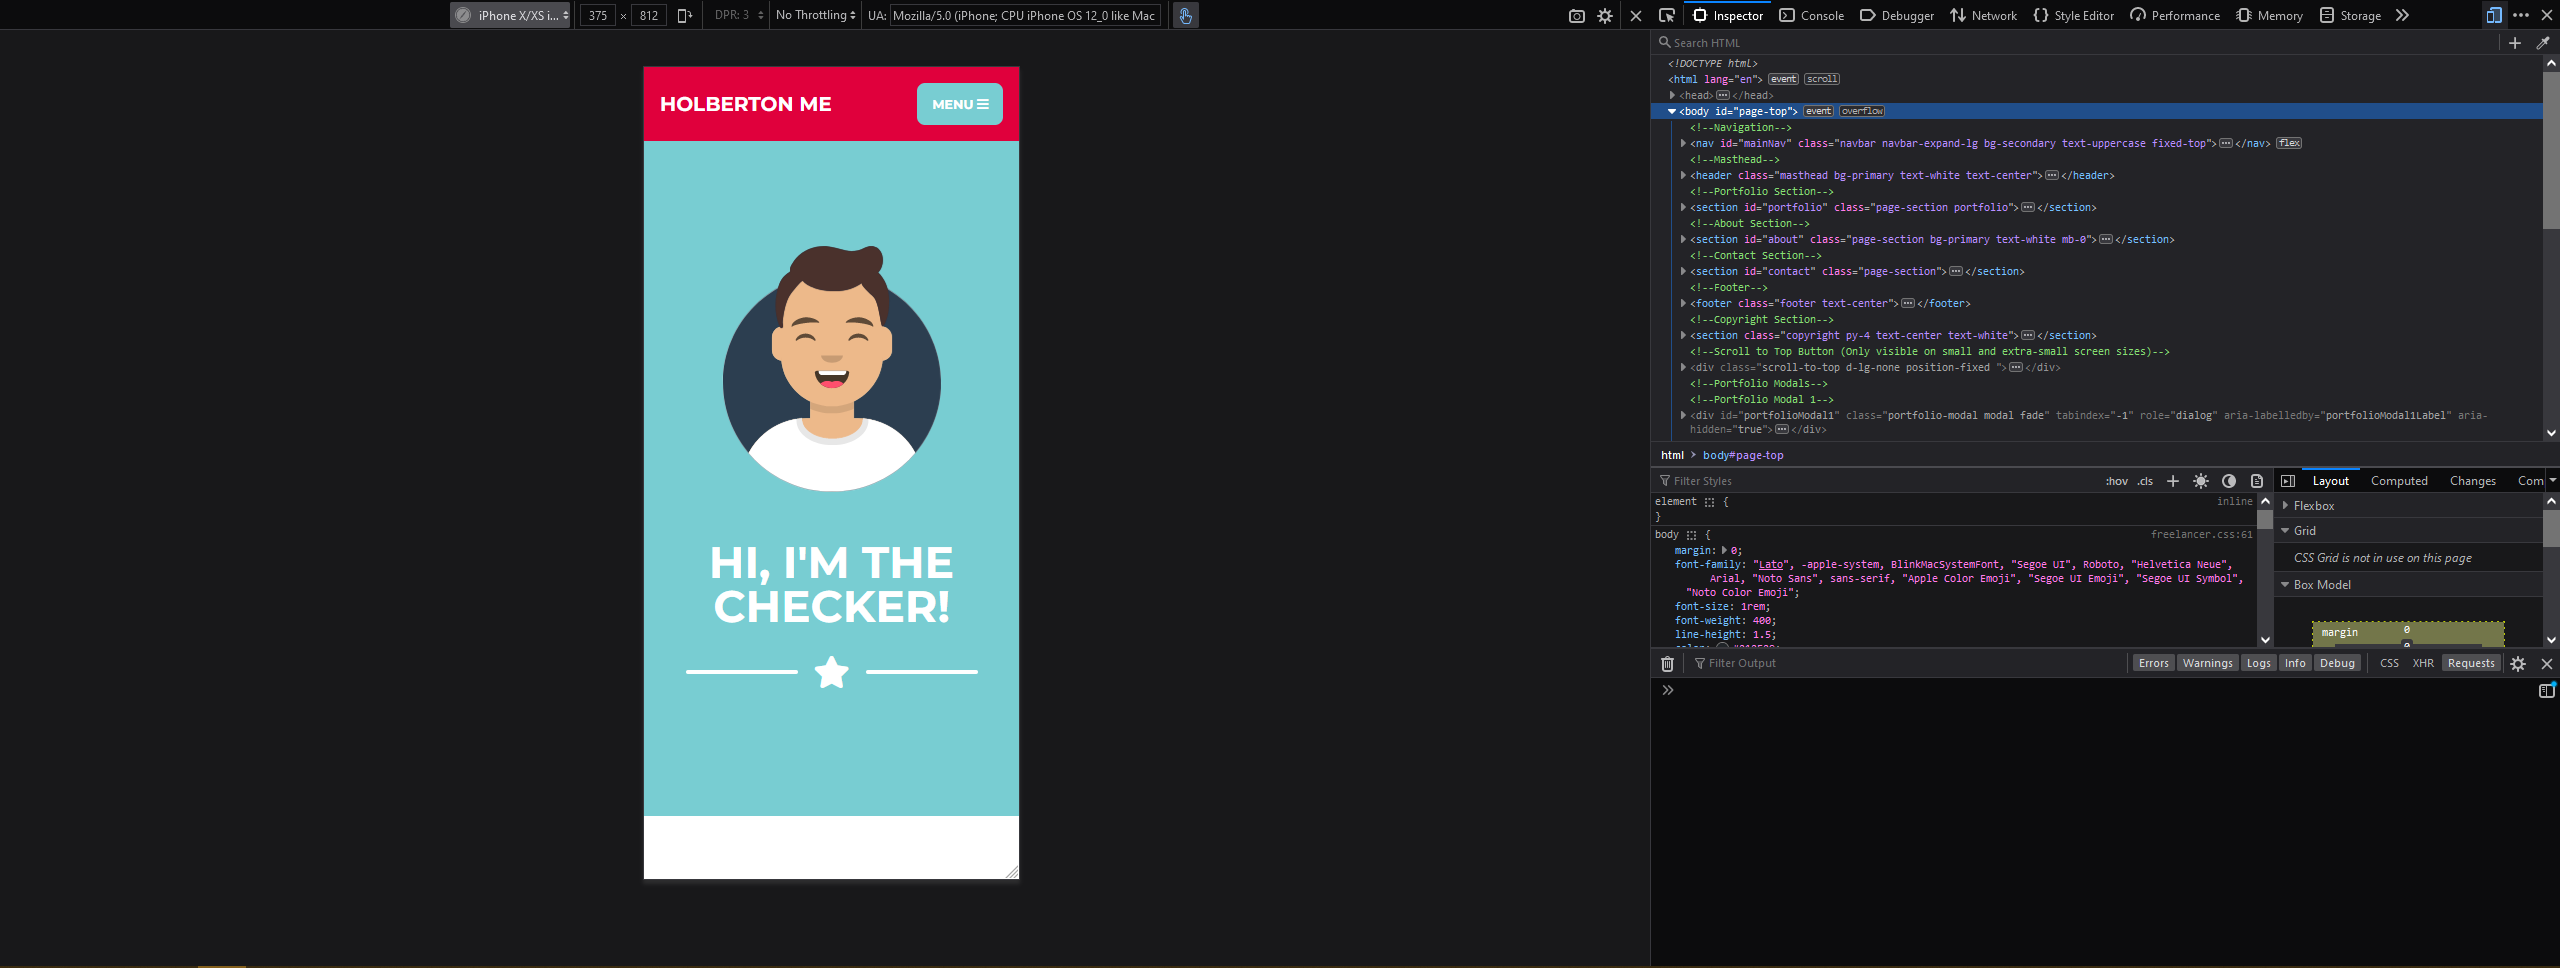 iPhone X/XS i... 375 × 812 DPR: 3 No Throttling UA: Mozilla/5.0 (iPhone; CPU iPhone OS 12_0 like Mac
Inspector Console Debugger Network Style Editor Performance Memory Storage
HOLBERTON ME
MENU
HI, I'M THE
CHECKER!
Search HTML
<!DOCTYPE html>
<html lang="en"> event scroll
<head> ••• </head>
<body id="page-top"> event overflow
<!--Navigation-->
<nav id="mainNav" class="navbar navbar-expand-lg bg-secondary text-uppercase fixed-top"> ••• </nav> flex
<!--Masthead-->
<header class="masthead bg-primary text-white text-center"> ••• </header>
<!--Portfolio Section-->
<section id="portfolio" class="page-section portfolio"> ••• </section>
<!--About Section-->
<section id="about" class="page-section bg-primary text-white mb-0"> ••• </section>
<!--Contact Section-->
<section id="contact" class="page-section"> ••• </section>
<!--Footer-->
<footer class="footer text-center"> ••• </footer>
<!--Copyright Section-->
<section class="copyright py-4 text-center text-white"> ••• </section>
<!--Scroll to Top Button (Only visible on small and extra-small screen sizes)-->
<div class="scroll-to-top d-lg-none position-fixed "> ••• </div>
<!--Portfolio Modals-->
<!--Portfolio Modal 1-->
<div id="portfolioModal1" class="portfolio-modal modal fade" tabindex="-1" role="dialog" aria-labelledby="portfolioModal1Label" aria-
hidden="true"> ••• </div>
html > body#page-top
Filter Styles :hov .cls +
element { inline
}
body { freelancer.css:61
margin: 0;
font-family: "Lato", -apple-system, BlinkMacSystemFont, "Segoe UI", Roboto, "Helvetica Neue",
Arial, "Noto Sans", sans-serif, "Apple Color Emoji", "Segoe UI Emoji", "Segoe UI Symbol",
"Noto Color Emoji";
font-size: 1rem;
font-weight: 400;
line-height: 1.5;
Layout Computed Changes Com
Flexbox
Grid
CSS Grid is not in use on this page
Box Model
margin 0
Filter Output Errors Warnings Logs Info Debug CSS XHR Requests